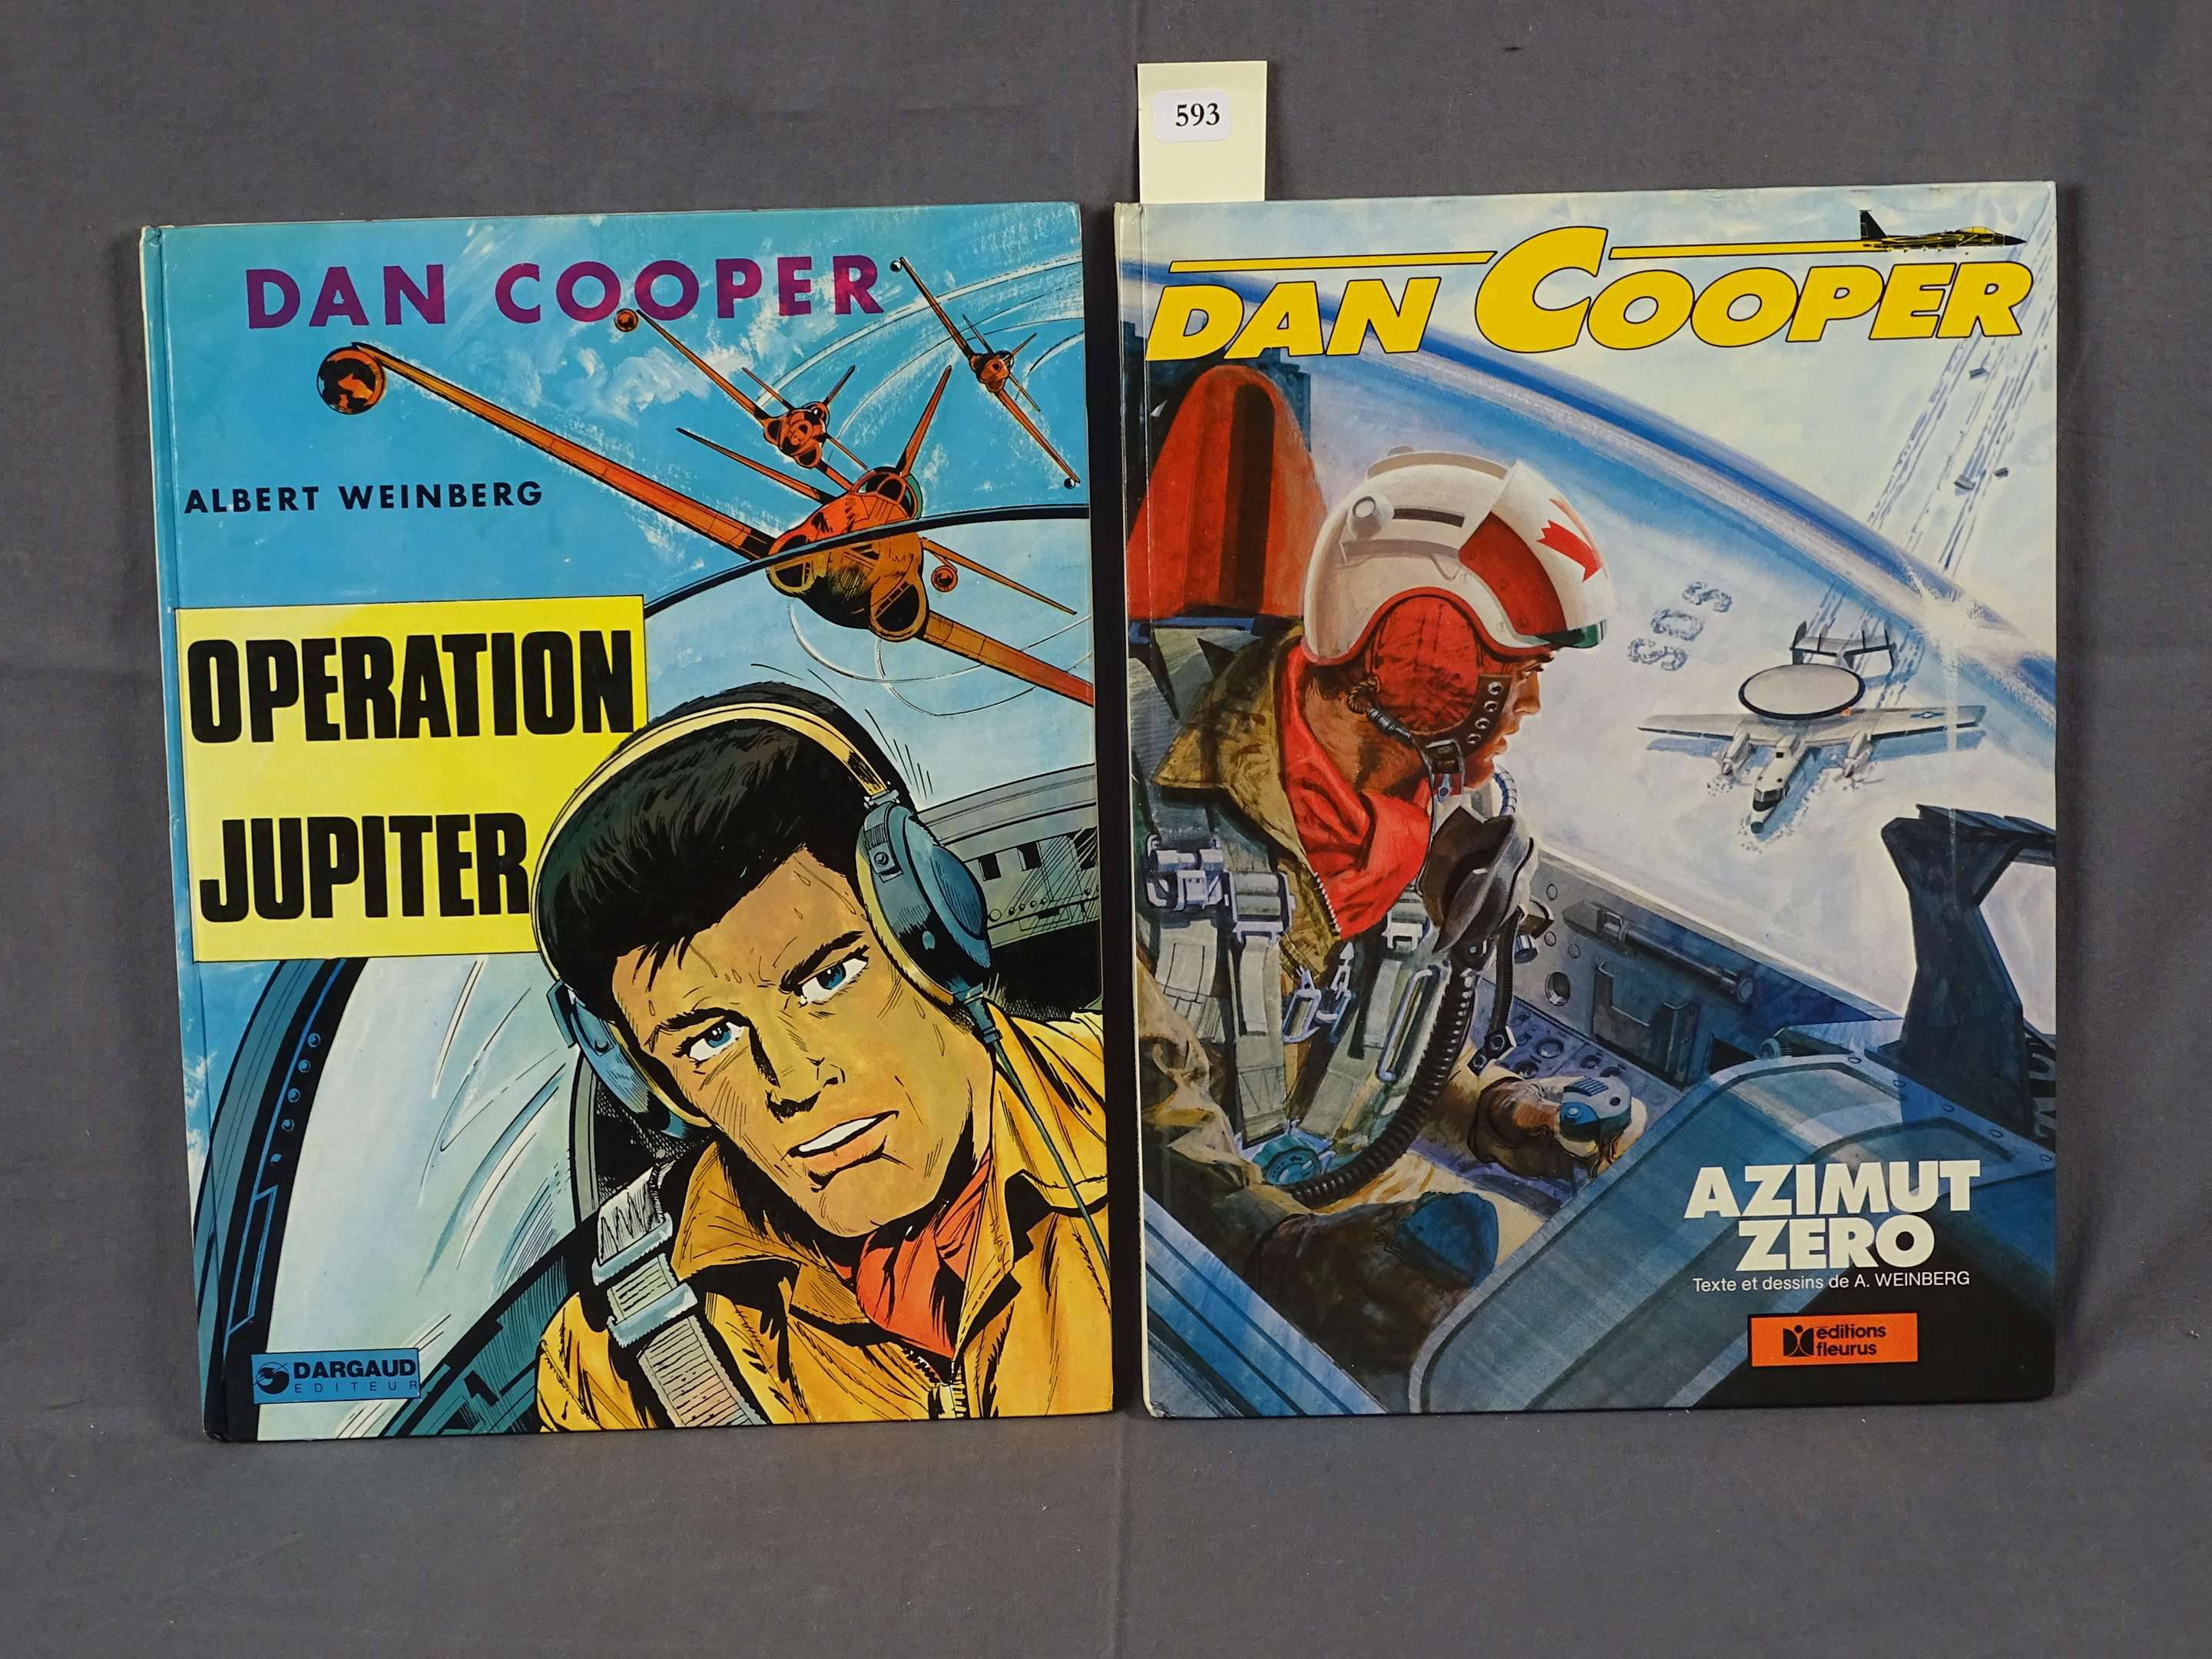 593
DAN COOPER
ALBERT WEINBERG
OPERATION
JUPITER
DARGAUD
EDITEUR
DAN COOPER
SOS
AZIMUT
ZERO
Texte et dessins de A. WEINBERG
éditions
fleurus